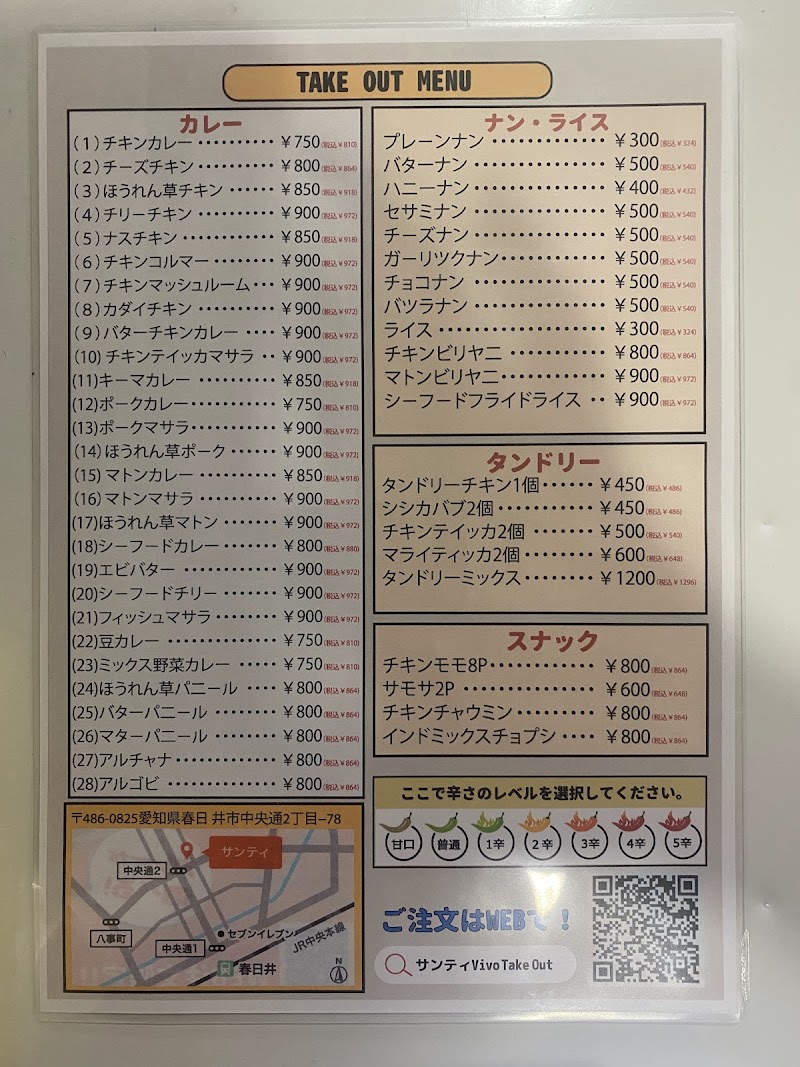 TAKE OUT MENU
カレー
（1）チキンカレー ・・・・・・・・・・ ￥750(税込￥810)
（2）チーズチキン ・・・・・・・・・・ ￥800(税込￥864)
（3）ほうれん草チキン ・・・・・・ ￥850(税込￥918)
（4）チリーチキン ・・・・・・・・・・ ￥900(税込￥972)
（5）ナスチキン ・・・・・・・・・・・・ ￥850(税込￥918)
（6）チキンコルマー ・・・・・・・・ ￥900(税込￥972)
（7）チキンマッシュルーム・・・ ￥900(税込￥972)
（8）カダイチキン ・・・・・・・・・・ ￥900(税込￥972)
（9）バターチキンカレー ・・・・ ￥900(税込￥972)
(10) チキンテイッカマサラ ・・ ￥900(税込￥972)
(11)キーマカレー ・・・・・・・・・・ ￥850(税込￥918)
(12)ポークカレー・・・・・・・・・・・ ￥750(税込￥810)
(13)ポークマサラ・・・・・・・・・・・ ￥900(税込￥972)
(14)ほうれん草ポーク ・・・・・・ ￥900(税込￥972)
(15) マトンカレー ・・・・・・・・・・ ￥850(税込￥918)
(16) マトンマサラ ・・・・・・・・・・ ￥900(税込￥972)
(17)ほうれん草マトン ・・・・・・・ ￥900(税込￥972)
(18)シーフードカレー ・・・・・・・ ￥800(税込￥880)
(19)エビバター ・・・・・・・・・・・・ ￥900(税込￥972)
(20)シーフードチリー ・・・・・・・ ￥900(税込￥972)
(21)フィッシュマサラ ・・・・・・・・ ￥900(税込￥972)
(22)豆カレー ・・・・・・・・・・・・・・ ￥750(税込￥810)
(23)ミックス野菜カレー ・・・・・ ￥750(税込￥810)
(24)ほうれん草パニール ・・・・ ￥800(税込￥864)
(25)バターパニール ・・・・・・・・ ￥800(税込￥864)
(26)マターパニール ・・・・・・・・ ￥800(税込￥864)
(27)アルチャナ ・・・・・・・・・・・・ ￥800(税込￥864)
(28)アルゴビ ・・・・・・・・・・・・・・ ￥800(税込￥864)
ナン・ライス
プレーンナン ・・・・・・・・・・・・ ￥300(税込￥324)
バターナン ・・・・・・・・・・・・・・ ￥500(税込￥540)
ハニーナン ・・・・・・・・・・・・・・ ￥400(税込￥432)
セサミナン ・・・・・・・・・・・・・・ ￥500(税込￥540)
チーズナン ・・・・・・・・・・・・・・ ￥500(税込￥540)
ガーリツクナン・・・・・・・・・・・ ￥500(税込￥540)
チョコナン ・・・・・・・・・・・・・・ ￥500(税込￥540)
バツラナン ・・・・・・・・・・・・・・ ￥500(税込￥540)
ライス ・・・・・・・・・・・・・・・・・・ ￥300(税込￥324)
チキンビリヤニ ・・・・・・・・・・ ￥800(税込￥864)
マトンビリヤニ・・・・・・・・・・・ ￥900(税込￥972)
シーフードフライドライス ・・ ￥900(税込￥972)
タンドリー
タンドリーチキン1個・・・・・・ ￥450(税込￥486)
シシカバブ2個 ・・・・・・・・・・・ ￥450(税込￥486)
チキンテイッカ2個 ・・・・・・・・ ￥500(税込￥540)
マライティッカ2個 ・・・・・・・・ ￥600(税込￥648)
タンドリーミックス・・・・・・・・ ￥1200(税込￥1296)
スナック
チキンモモ8P・・・・・・・・・・・・ ￥800(税込￥864)
サモサ2P ・・・・・・・・・・・・・・・ ￥600(税込￥648)
チキンチャウミン・・・・・・・・・ ￥800(税込￥864)
インドミックスチョプシ ・・・・ ￥800(税込￥864)
ここで辛さのレベルを選択してください。
甘口 普通 1辛 2辛 3辛 4辛 5辛
〒486-0825愛知県春日 井市中央通2丁目−78
サンティ
中央通2
八事町
セブンイレブン
中央通1
JR中央本線
春日井
N
ご注文はWEBで！
サンティVivo Take Out